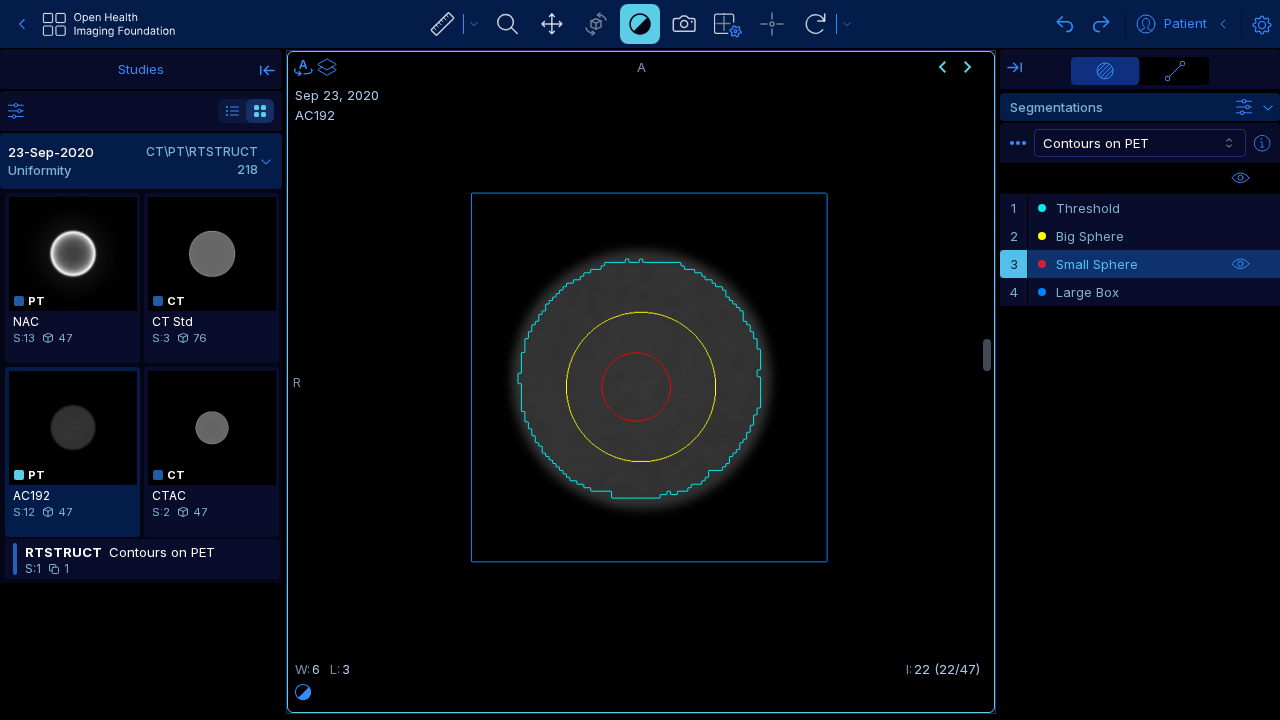 Open Health
Imaging Foundation
Patient
Studies
23-Sep-2020
CT\PT\RTSTRUCT
Uniformity
218
PT
NAC
S:13 47
CT
CT Std
S:3 76
PT
AC192
S:12 47
CT
CTAC
S:2 47
RTSTRUCT Contours on PET
S:1 1
A
A
Sep 23, 2020
AC192
R
W: 6 L: 3
I: 22 (22/47)
Segmentations
Contours on PET
1 Threshold
2 Big Sphere
3 Small Sphere
4 Large Box